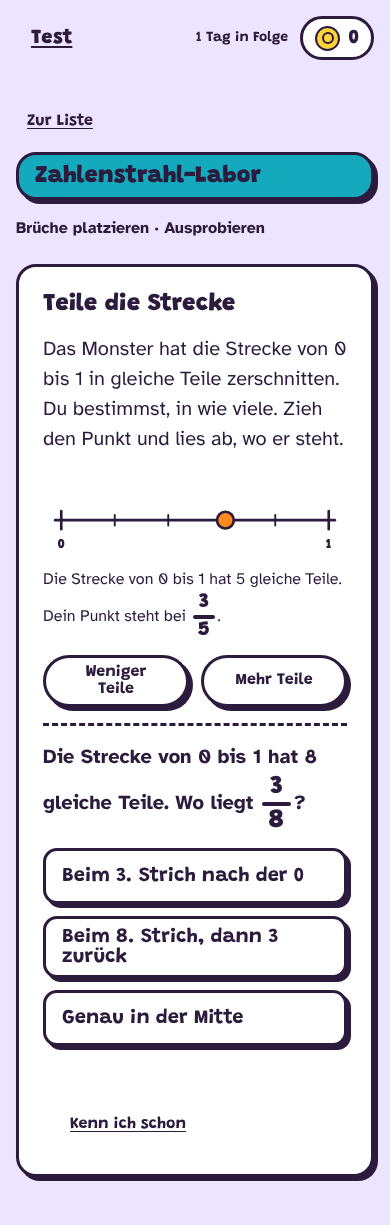 Test
1 Tag in Folge
0
Zur Liste
Zahlenstrahl-Labor
Brüche platzieren · Ausprobieren
Teile die Strecke
Das Monster hat die Strecke von 0
bis 1 in gleiche Teile zerschnitten.
Du bestimmst, in wie viele. Zieh
den Punkt und lies ab, wo er steht.
0
1
Die Strecke von 0 bis 1 hat 5 gleiche Teile.
Dein Punkt steht bei 3/5.
Weniger
Teile
Mehr Teile
Die Strecke von 0 bis 1 hat 8
gleiche Teile. Wo liegt 3/8?
Beim 3. Strich nach der 0
Beim 8. Strich, dann 3
zurück
Genau in der Mitte
Kenn ich schon